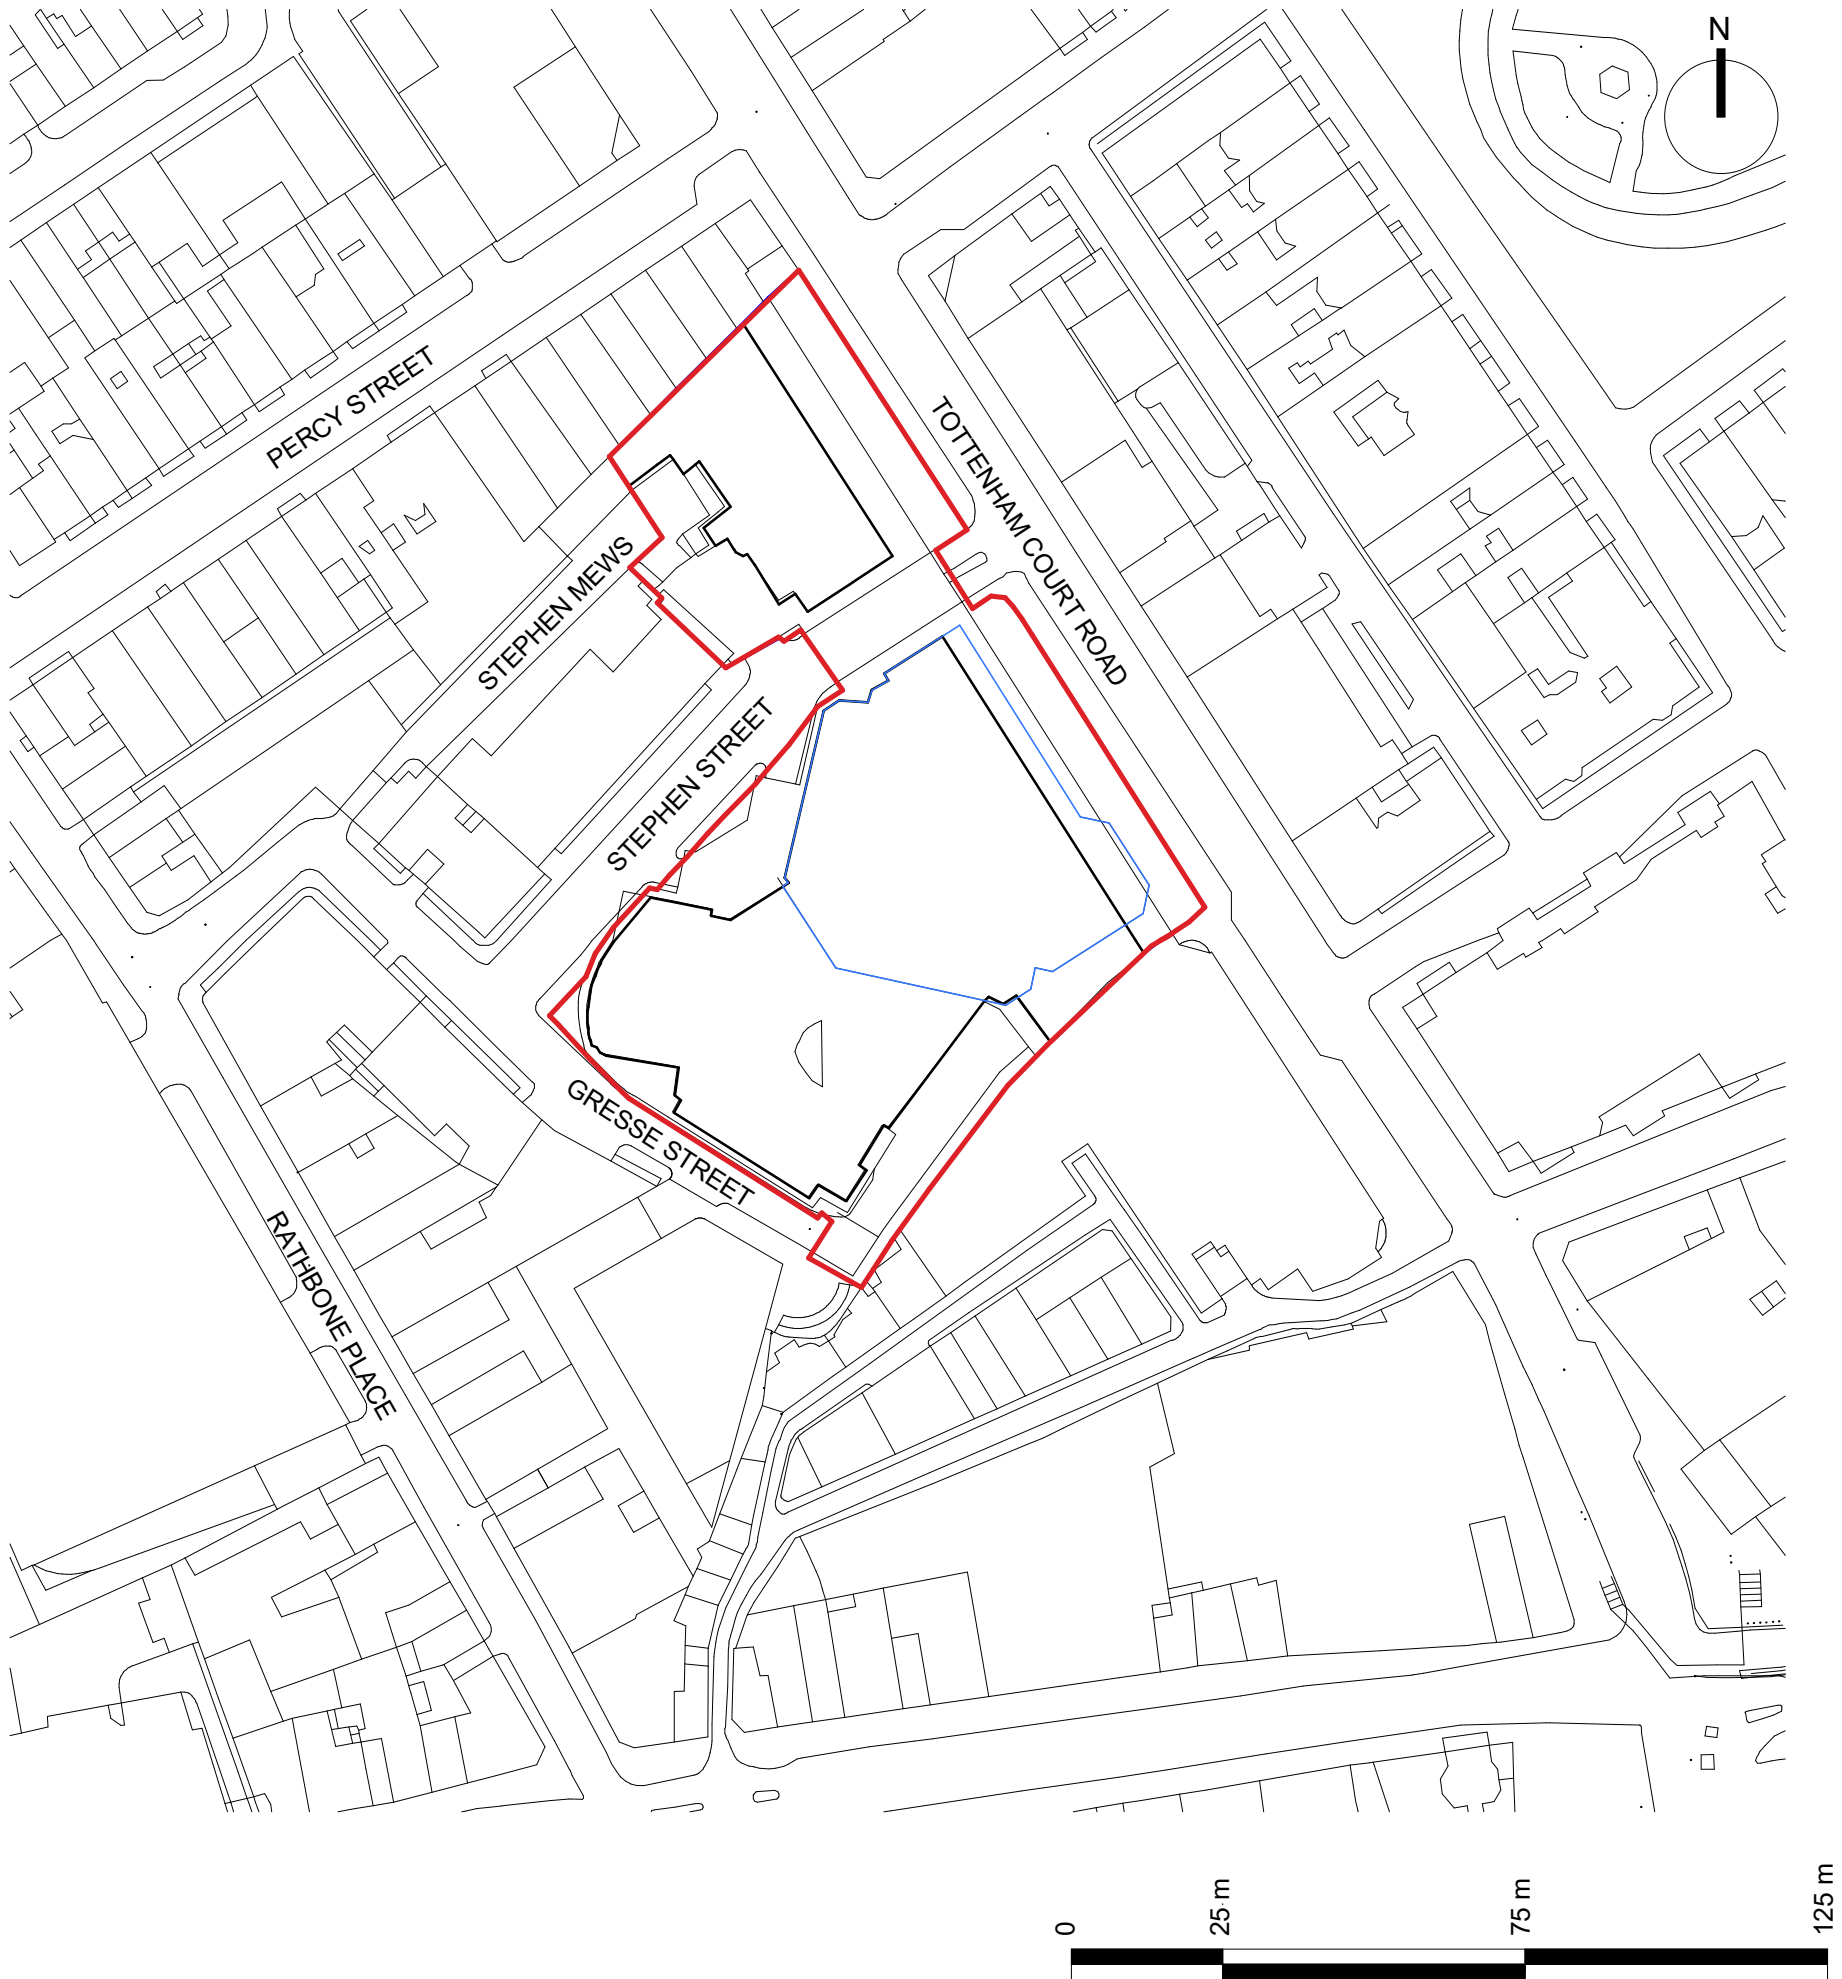 N
PERCY STREET
TOTTENHAM COURT ROAD
STEPHEN MEWS
STEPHEN STREET
GRESSE STREET
RATHBONE PLACE
0
25 m
75 m
125 m